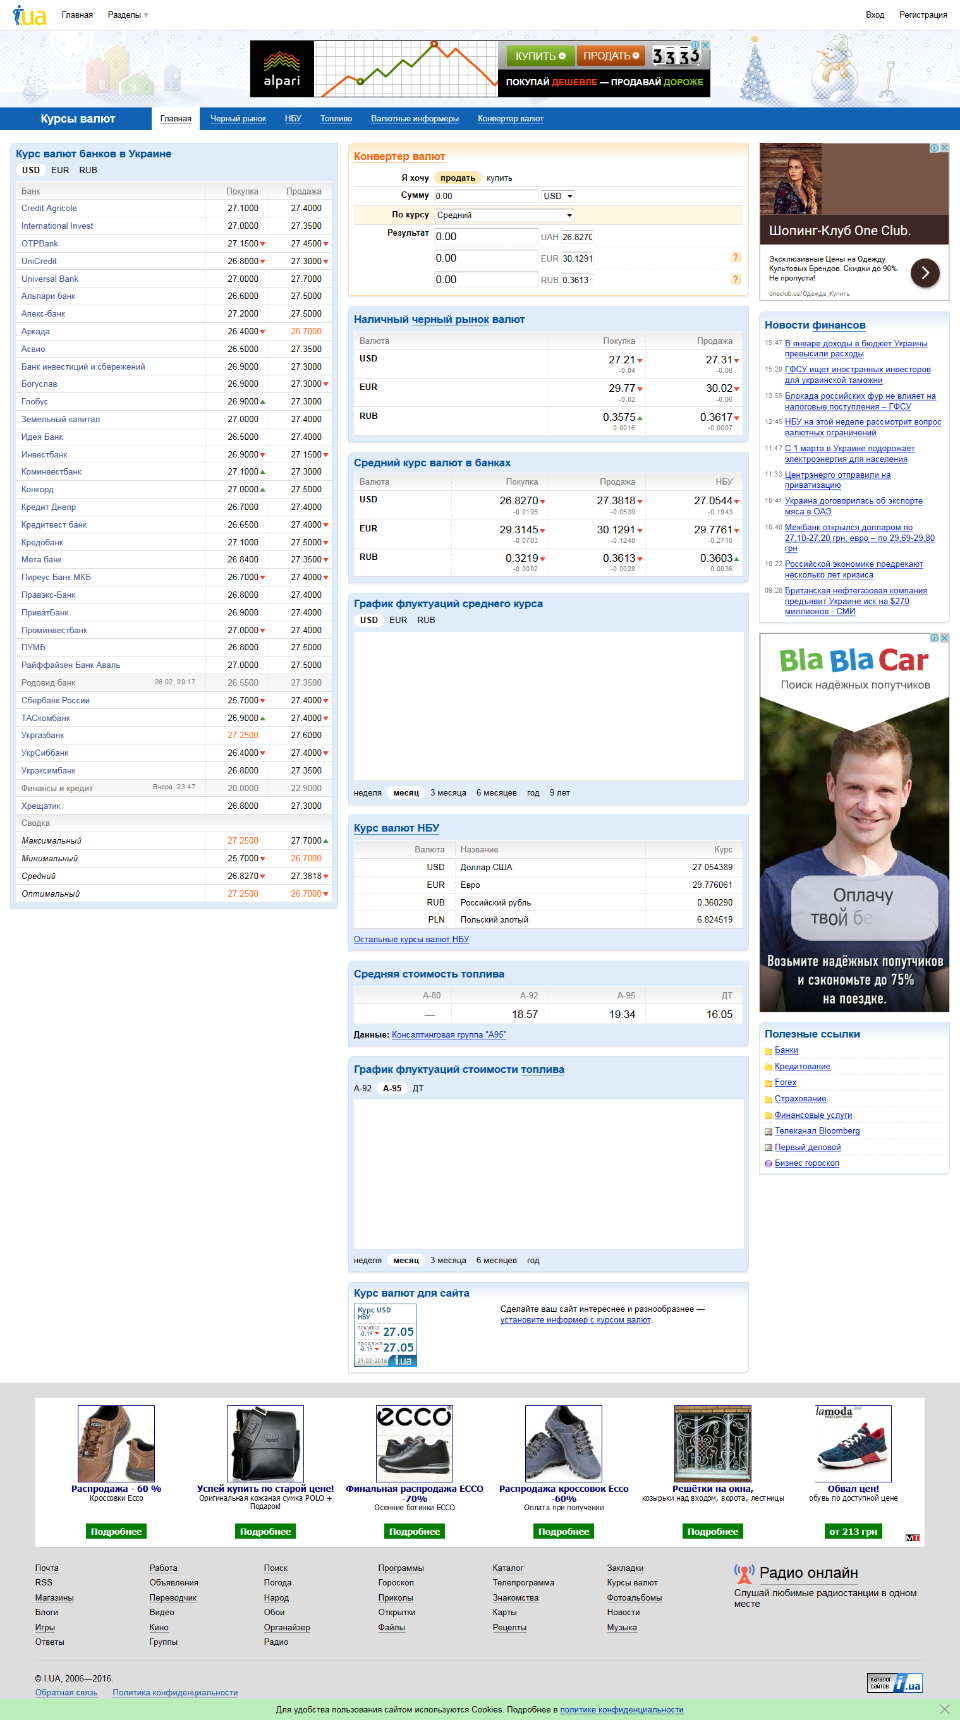 i.ua
Главная
Разделы
Вход
Регистрация
alpari
КУПИТЬ
ПРОДАТЬ
ПОКУПАЙ ДЕШЕВЛЕ — ПРОДАВАЙ ДОРОЖЕ
Курсы валют
Главная
Черный рынок
НБУ
Топливо
Валютные информеры
Конвертер валют
Курс валют банков в Украине
USD EUR RUB
Банк Покупка Продажа
Credit Agricole 27.1000 27.4000
International Invest 27.0000 27.3500
OTPBank 27.1500 27.4500
UniCredit 26.8000 27.3000
Universal Bank 27.0000 27.7000
Альпари банк 26.6000 27.5000
Апекс-банк 27.2000 27.5000
Аркада 26.4000 26.7000
Асвио 26.5000 27.3500
Банк инвестиций и сбережений 26.9000 27.4000
Богуслав 26.9000 27.3000
Глобус 26.9000 27.3000
Земельный капитал 27.0000 27.4000
Идея Банк 26.5000 27.4000
Инвестбанк 26.9000 27.1500
Коминвестбанк 27.1000 27.3000
Конкорд 27.0000 27.5000
Кредит Днепр 26.7000 27.4000
Кредитвест банк 26.6500 27.4000
Кредобанк 27.1000 27.5000
Мета банк 26.8400 27.3500
Пиреус Банк МКБ 26.7000 27.4000
Правэкс-Банк 26.8000 27.4000
ПриватБанк 26.9000 27.4000
Проминвестбанк 27.0000 27.4000
ПУМБ 26.8000 27.5000
Райффайзен Банк Аваль 27.0000 27.5000
Родовид банк 26.02, 09:17 26.5500 27.3500
Сбербанк России 25.7000 27.4000
ТАСкомбанк 26.9000 27.4000
Укргазбанк 27.2500 27.6000
УкрСиббанк 26.4000 27.4000
Укрэксимбанк 26.8000 27.3500
Финансы и кредит Вчера, 23:47 20.0000 22.9000
Хрещатик 26.8000 27.3000
Сводка
Максимальный 27.2500 27.7000
Минимальный 25.7000 26.7000
Средний 26.8270 27.3818
Оптимальный 27.2500 26.7000
Конвертер валют
Я хочу продать купить
Сумму 0.00 USD
По курсу Средний
Результат 0.00 UAH 26.8270
0.00 EUR 30.1291 ?
0.00 RUB 0.3613 ?
Наличный черный рынок валют
Валюта Покупка Продажа
USD 27.21 27.31
-0.04 -0.08
EUR 29.77 30.02
-0.02 -0.06
RUB 0.3575 0.3617
0.0016 -0.0007
Средний курс валют в банках
Валюта Покупка Продажа НБУ
USD 26.8270 27.3818 27.0544
-0.0195 -0.0539 -0.1943
EUR 29.3145 30.1291 29.7761
-0.0783 -0.1248 -0.2710
RUB 0.3219 0.3613 0.3603
-0.0002 -0.0028 0.0036
График флуктуаций среднего курса
USD EUR RUB
неделя месяц 3 месяца 6 месяцев год 9 лет
Курс валют НБУ
Валюта Название Курс
USD Доллар США 27.054389
EUR Евро 29.776061
RUB Российский рубль 0.360290
PLN Польский злотый 6.824519
Остальные курсы валют НБУ
Средняя стоимость топлива
А-80 А-92 А-95 ДТ
— 18.57 19.34 16.05
Данные: Консалтинговая группа "А95"
График флуктуаций стоимости топлива
А-92 А-95 ДТ
неделя месяц 3 месяца 6 месяцев год
Курс валют для сайта
Курс USD
НБУ
покупка
-0.19 27.05
продажа
-0.19 27.05
29.02.2016 i.ua
Сделайте ваш сайт интереснее и разнообразнее —
установите информер с курсом валют.
Шопинг-Клуб One Club.
Эксклюзивные Цены на Одежду
Культовых Брендов. Скидки до 90%.
Не пропусти!
oneclub.ua/Одежда_Купить
Новости финансов
15:47 В январе доходы в бюджет Украины
превысили расходы
15:20 ГФСУ ищет иностранных инвесторов
для украинской таможни
13:55 Блокада российских фур не влияет на
налоговые поступления – ГФСУ
12:45 НБУ на этой неделе рассмотрит вопрос
валютных ограничений
11:47 С 1 марта в Украине подорожает
электроэнергия для населения
11:33 Центрэнерго отправили на
приватизацию
10:41 Украина договорилась об экспорте
мяса в ОАЭ
10:40 Межбанк открылся долларом по
27,10-27,20 грн, евро – по 29,69-29,80
грн
10:22 Российской экономике предрекают
несколько лет кризиса
09:26 Британская нефтегазовая компания
предъявит Украине иск на $270
миллионов - СМИ
Bla Bla Car
Поиск надёжных попутчиков
Оплачу
твой бе
Возьмите надёжных попутчиков
и сэкономьте до 75%
на поездке.
Полезные ссылки
Банки
Кредитование
Forex
Страхование
Финансовые услуги
Телеканал Bloomberg
Первый деловой
Бизнес гороскоп
ecco
lamoda
Распродажа - 60 %
Кроссовки Ecco
Подробнее
Успей купить по старой цене!
Оригинальная кожаная сумка POLO +
Подарок!
Подробнее
Финальная распродажа ECCO
-70%
Осенние ботинки ECCO
Подробнее
Распродажа кроссовок Ecco
-60%
Оплата при получении
Подробнее
Решётки на окна,
козырьки над входом, ворота, лестницы
Подробнее
Обвал цен!
обувь по доступной цене
от 213 грн
МТ
Почта Работа Поиск Программы Каталог Закладки
RSS Объявления Погода Гороскоп Телепрограмма Курсы валют
Магазины Переводчик Народ Приколы Знакомства Фотоальбомы
Блоги Видео Обои Открытки Карты Новости
Игры Кино Органайзер Файлы Рецепты Музыка
Ответы Группы Радио
Радио онлайн
Слушай любимые радиостанции в одном
месте
© I.UA, 2006—2016.
Обратная связь Политика конфиденциальности
каталог
сайтов i.ua
Для удобства пользования сайтом используются Cookies. Подробнее в политике конфиденциальности